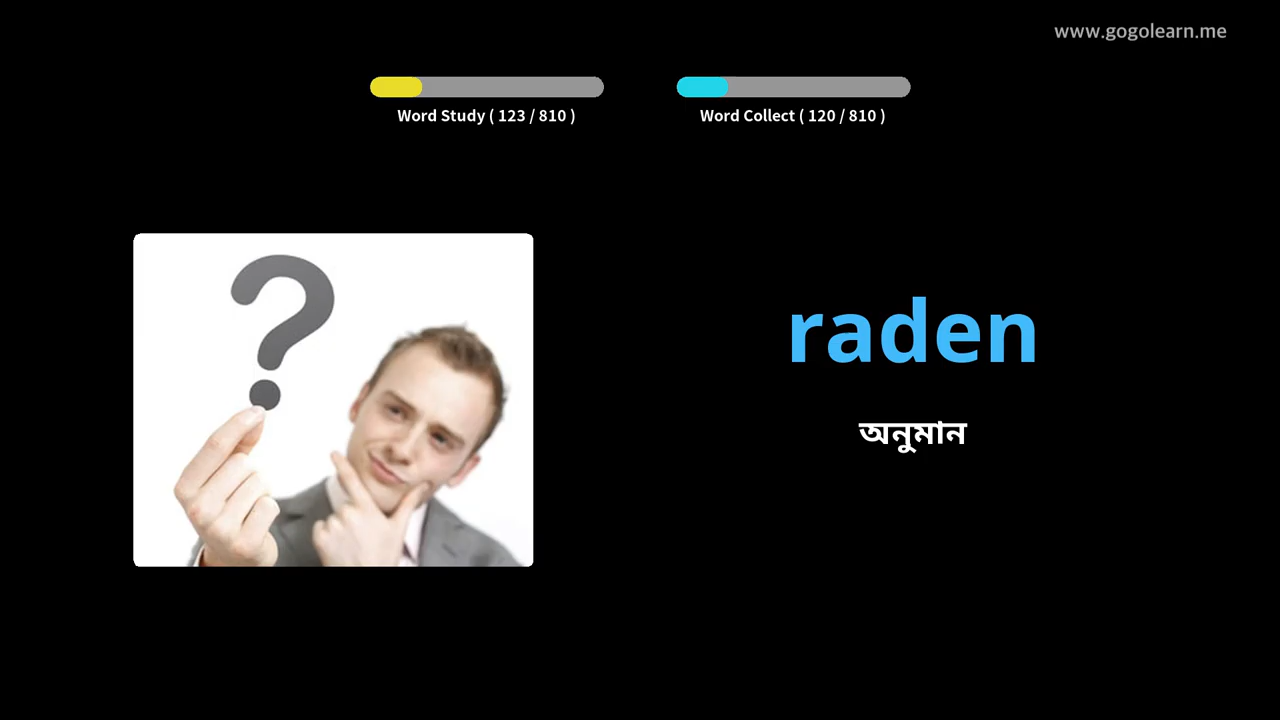 www.gogolearn.me
Word Study ( 123 / 810 )
Word Collect ( 120 / 810 )
?
raden
অনুমান